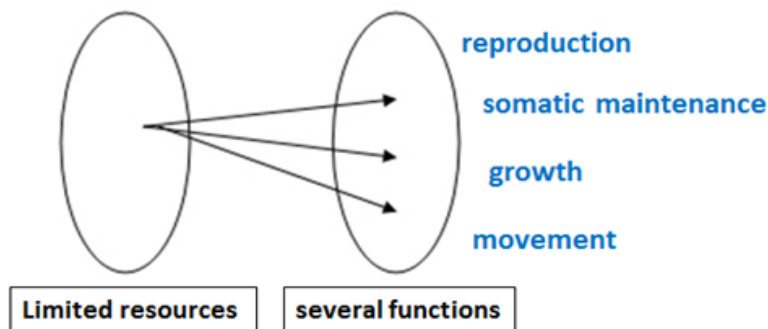 reproduction
somatic maintenance
growth
movement
Limited resources
several functions